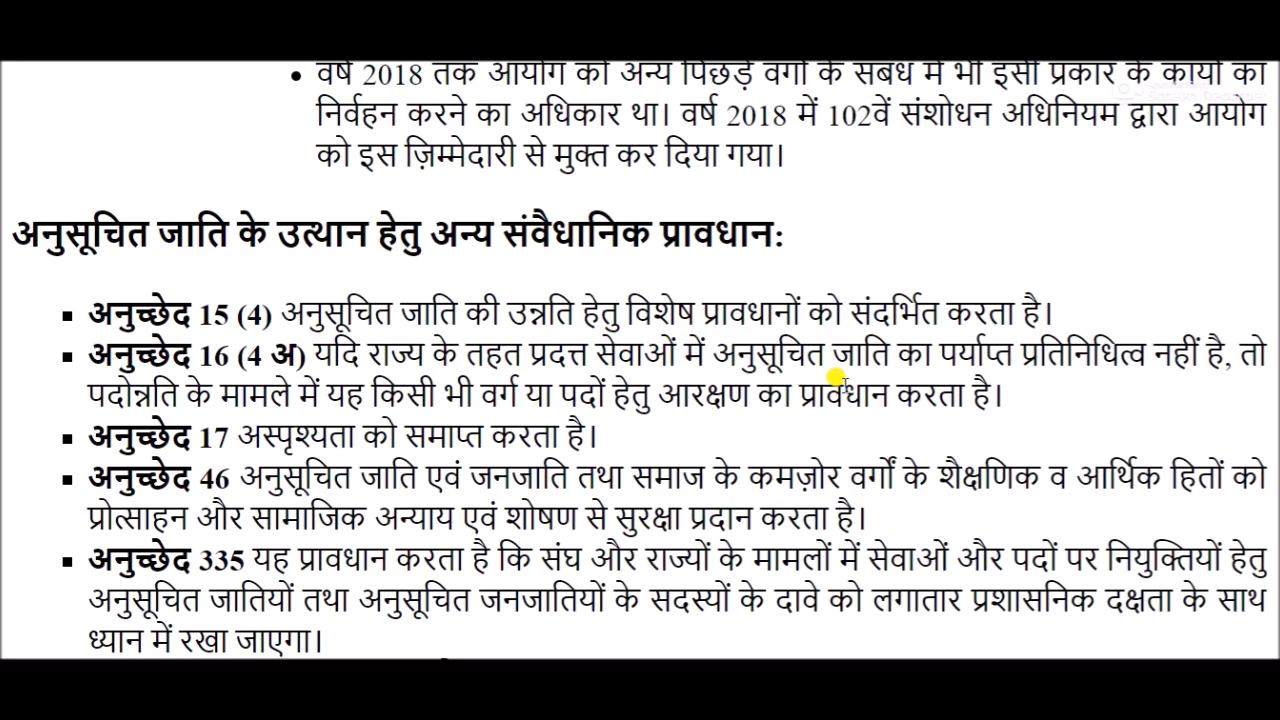 वर्ष 2018 तक आयोग को अन्य पिछड़े वर्गों के संबंध में भी इसी प्रकार के कार्यों का
निर्वहन करने का अधिकार था। वर्ष 2018 में 102वें संशोधन अधिनियम द्वारा आयोग
को इस ज़िम्मेदारी से मुक्त कर दिया गया।
अनुसूचित जाति के उत्थान हेतु अन्य संवैधानिक प्रावधान:
अनुच्छेद 15 (4) अनुसूचित जाति की उन्नति हेतु विशेष प्रावधानों को संदर्भित करता है।
अनुच्छेद 16 (4 अ) यदि राज्य के तहत प्रदत्त सेवाओं में अनुसूचित जाति का पर्याप्त प्रतिनिधित्व नहीं है, तो
पदोन्नति के मामले में यह किसी भी वर्ग या पदों हेतु आरक्षण का प्रावधान करता है।
अनुच्छेद 17 अस्पृश्यता को समाप्त करता है।
अनुच्छेद 46 अनुसूचित जाति एवं जनजाति तथा समाज के कमज़ोर वर्गों के शैक्षणिक व आर्थिक हितों को
प्रोत्साहन और सामाजिक अन्याय एवं शोषण से सुरक्षा प्रदान करता है।
अनुच्छेद 335 यह प्रावधान करता है कि संघ और राज्यों के मामलों में सेवाओं और पदों पर नियुक्तियों हेतु
अनुसूचित जातियों तथा अनुसूचित जनजातियों के सदस्यों के दावे को लगातार प्रशासनिक दक्षता के साथ
ध्यान में रखा जाएगा।